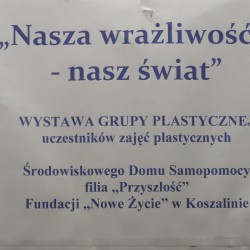 „Nasza wrażliwość
- nasz świat”
WYSTAWA GRUPY PLASTYCZNEJ
uczestników zajęć plastycznych
Środowiskowego Domu Samopomocy
filia „Przyszłość”
Fundacji „Nowe Życie” w Koszalinie